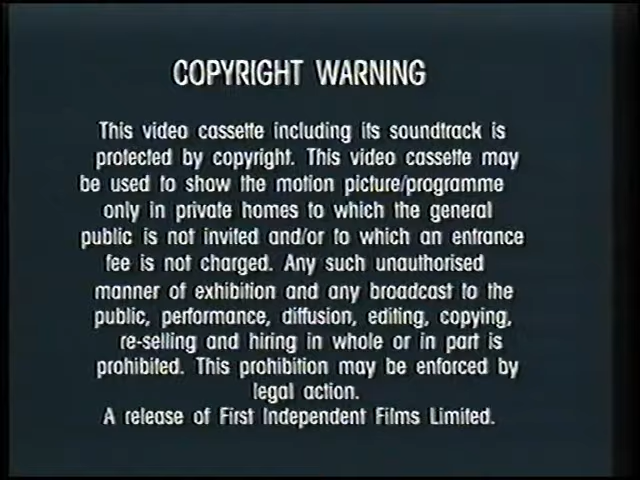 COPYRIGHT WARNING
This video cassette including its soundtrack is
protected by copyright. This video cassette may
be used to show the motion picture/programme
only in private homes to which the general
public is not invited and/or to which an entrance
fee is not charged. Any such unauthorised
manner of exhibition and any broadcast to the
public, performance, diffusion, editing, copying,
re-selling and hiring in whole or in part is
prohibited. This prohibition may be enforced by
legal action.
A release of First Independent Films Limited.